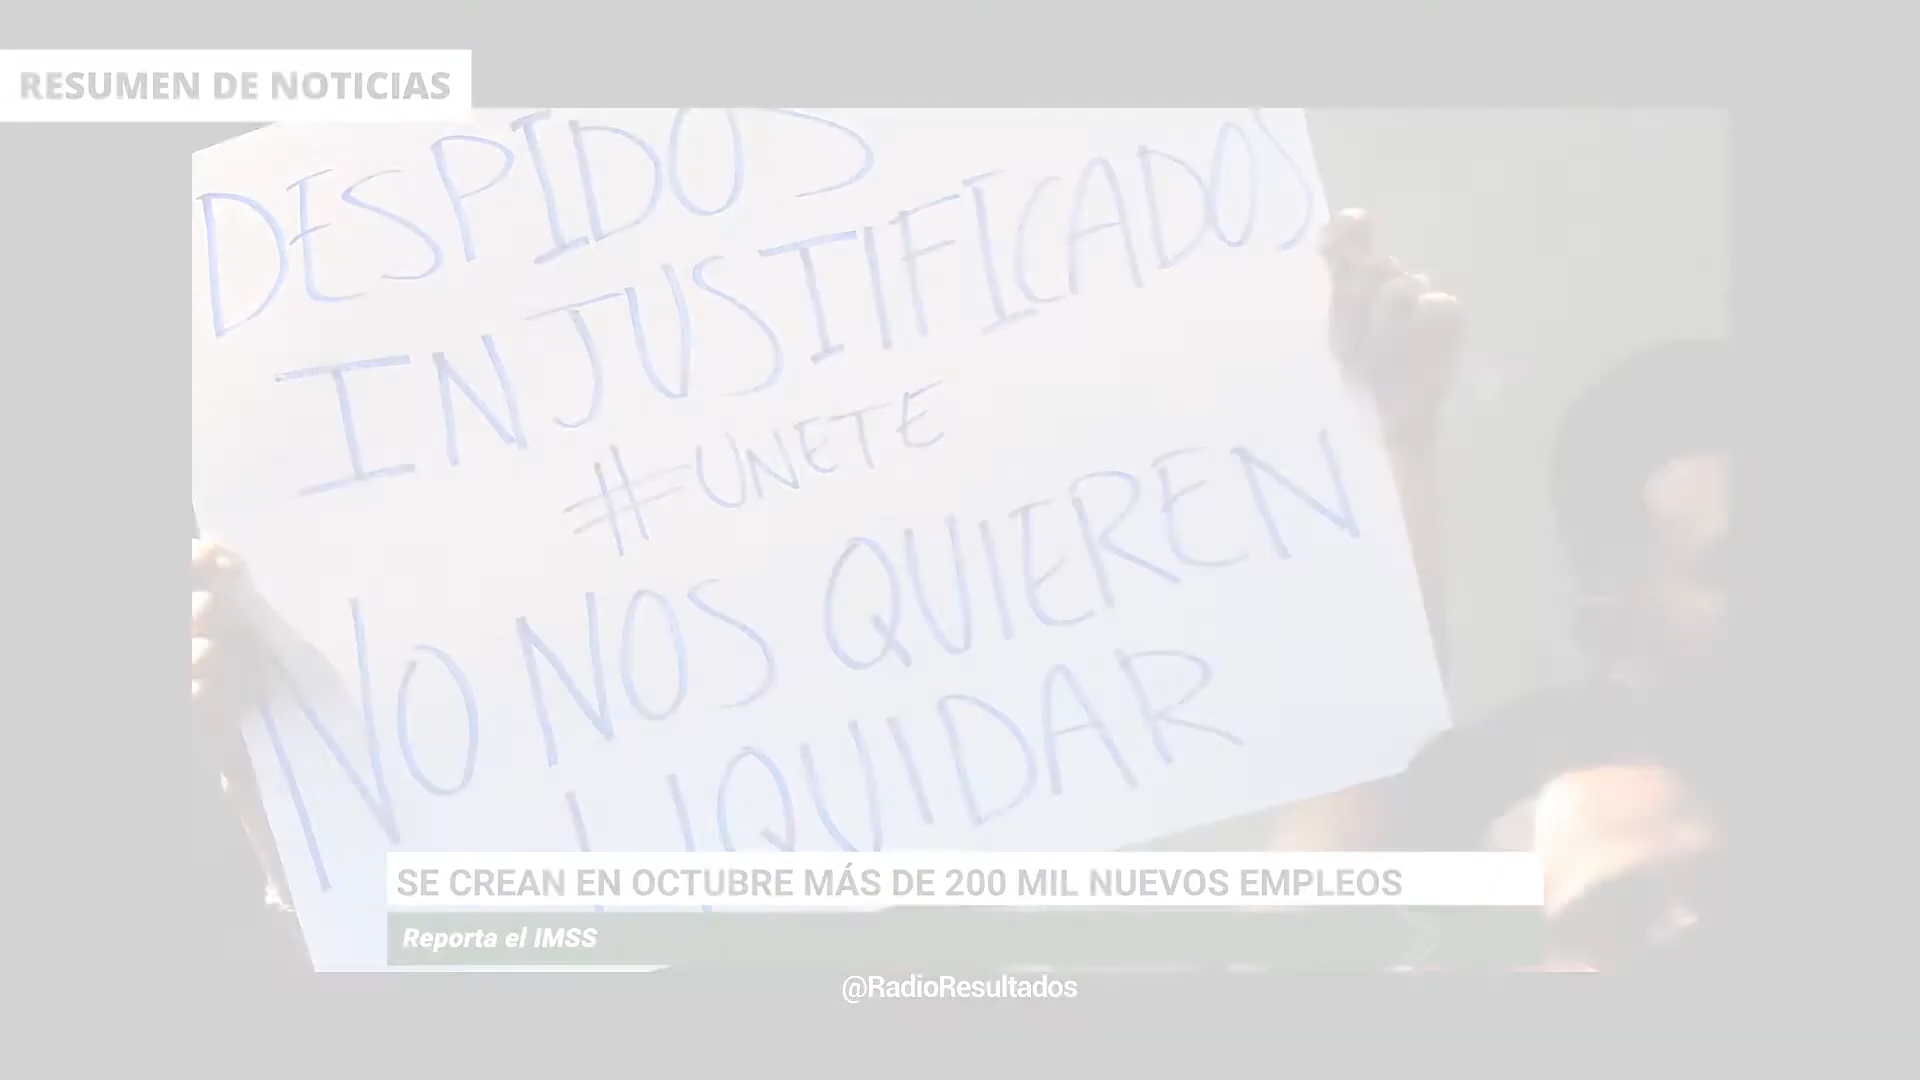 RESUMEN DE NOTICIAS
DESPIDOS
INJUSTIFICADOS
#UNETE
NO NOS QUIEREN
LIQUIDAR
SE CREAN EN OCTUBRE MÁS DE 200 MIL NUEVOS EMPLEOS
Reporta el IMSS
@RadioResultados